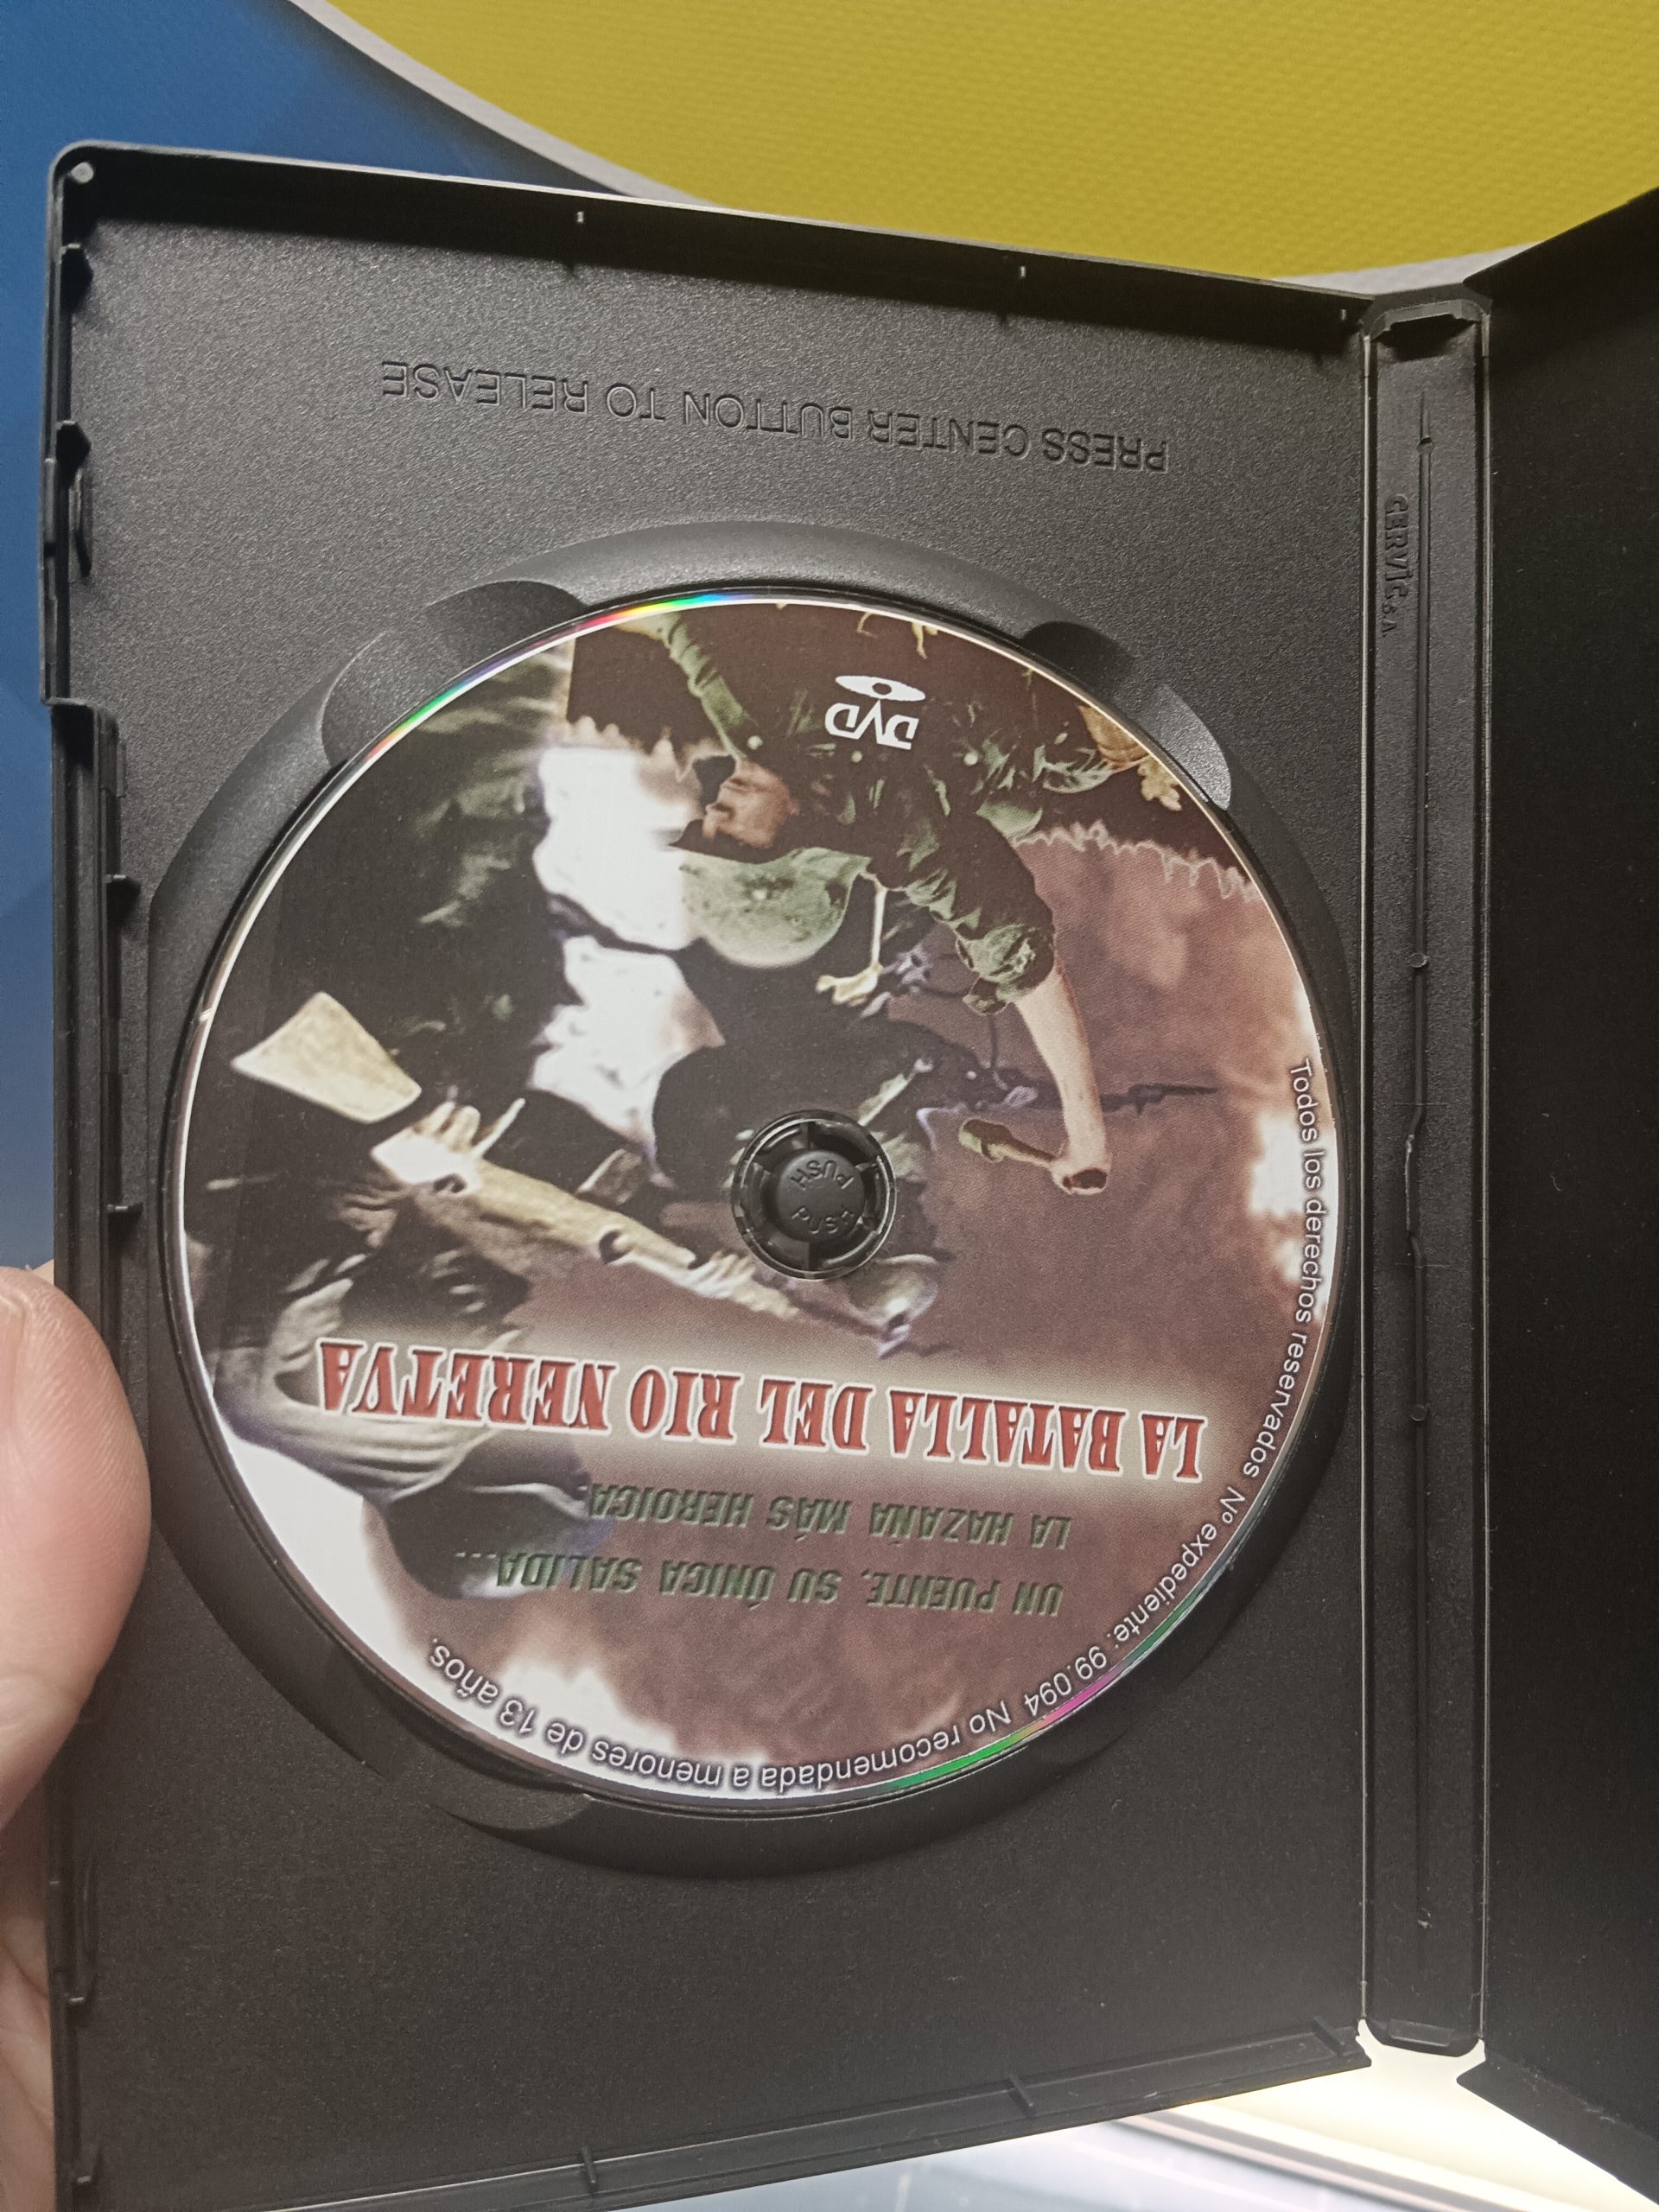 Todos los derechos reservados Nº expediente: 99.094 No recomendada a menores de 13 años.
UN PUENTE, SU ÚNICA SALIDA...
LA HAZAÑA MÁS HEROICA
LA BATALLA DEL RIO NERETVA
PUSH
PUSH
DVD
PRESS CENTER BUTTON TO RELEASE
CERVIC S.A